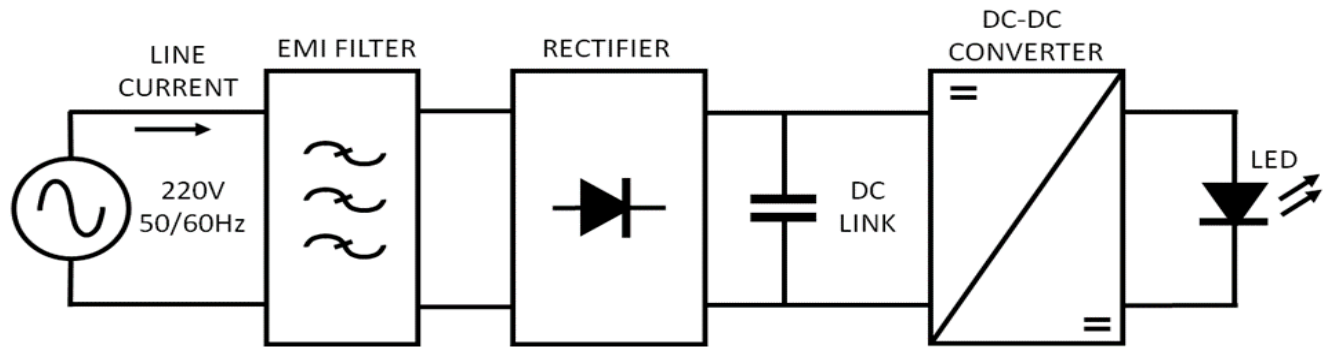 LINE
CURRENT
220V
50/60Hz
EMI FILTER
RECTIFIER
DC
LINK
DC-DC
CONVERTER
LED